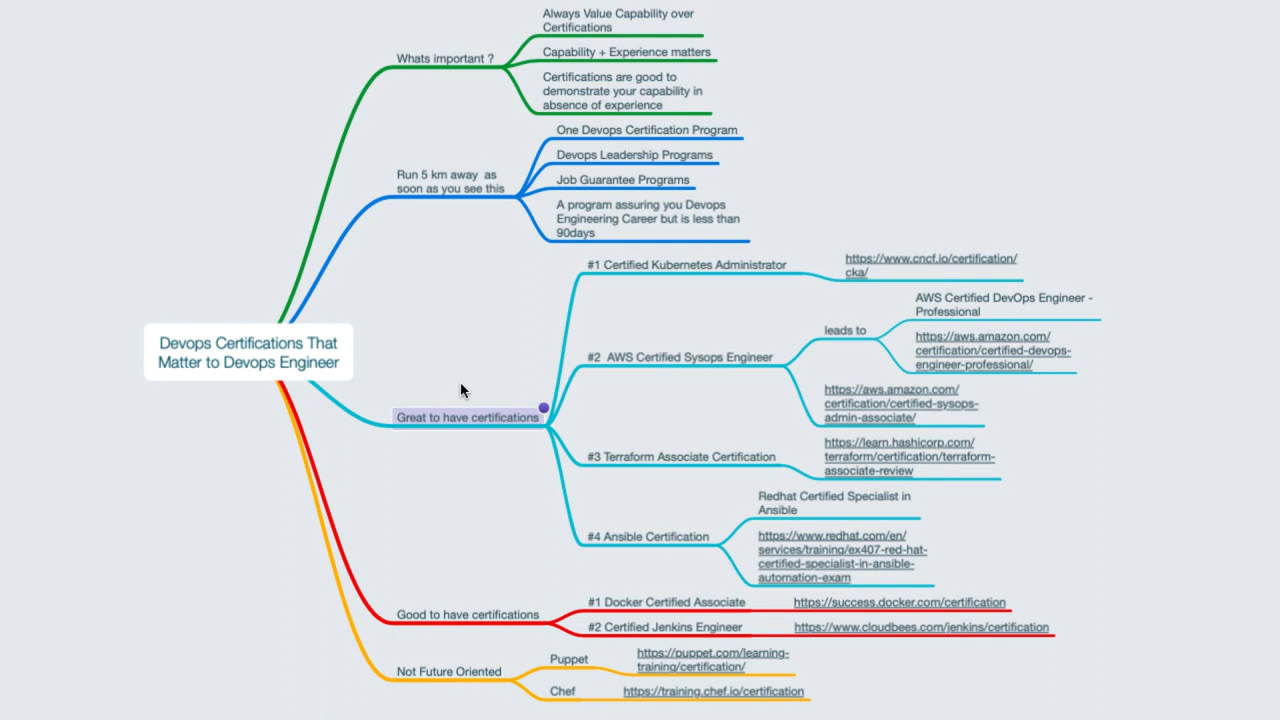 Devops Certifications That
Matter to Devops Engineer
Whats important ?
Always Value Capability over
Certifications
Capability + Experience matters
Certifications are good to
demonstrate your capability in
absence of experience
Run 5 km away as
soon as you see this
One Devops Certification Program
Devops Leadership Programs
Job Guarantee Programs
A program assuring you Devops
Engineering Career but is less than
90days
Great to have certifications
#1 Certified Kubernetes Administrator
https://www.cncf.io/certification/
cka/
#2 AWS Certified Sysops Engineer
leads to
AWS Certified DevOps Engineer -
Professional
https://aws.amazon.com/
certification/certified-devops-
engineer-professional/
https://aws.amazon.com/
certification/certified-sysops-
admin-associate/
#3 Terraform Associate Certification
https://learn.hashicorp.com/
terraform/certification/terraform-
associate-review
#4 Ansible Certification
Redhat Certified Specialist in
Ansible
https://www.redhat.com/en/
services/training/ex407-red-hat-
certified-specialist-in-ansible-
automation-exam
Good to have certifications
#1 Docker Certified Associate
https://success.docker.com/certification
#2 Certified Jenkins Engineer
https://www.cloudbees.com/jenkins/certification
Not Future Oriented
Puppet
https://puppet.com/learning-
training/certification/
Chef
https://training.chef.io/certification